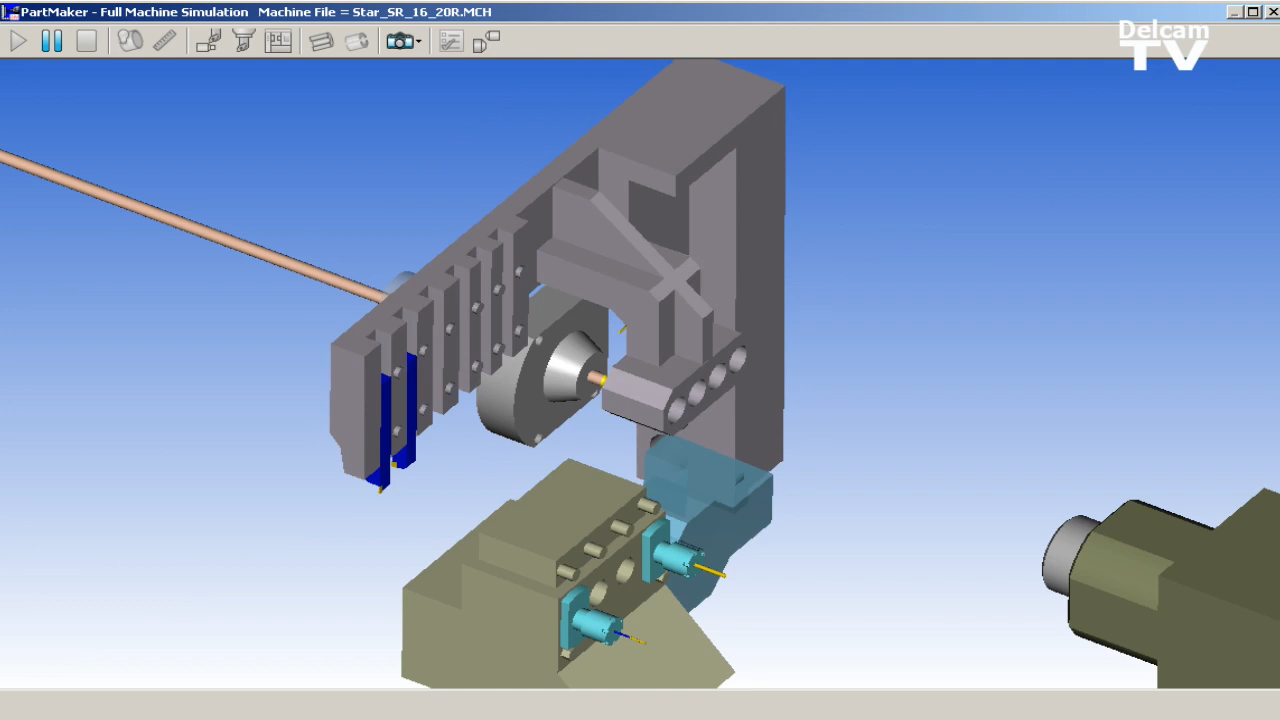 PartMaker - Full Machine Simulation   Machine File = Star_SR_16_20R.MCH
Delcam
TV